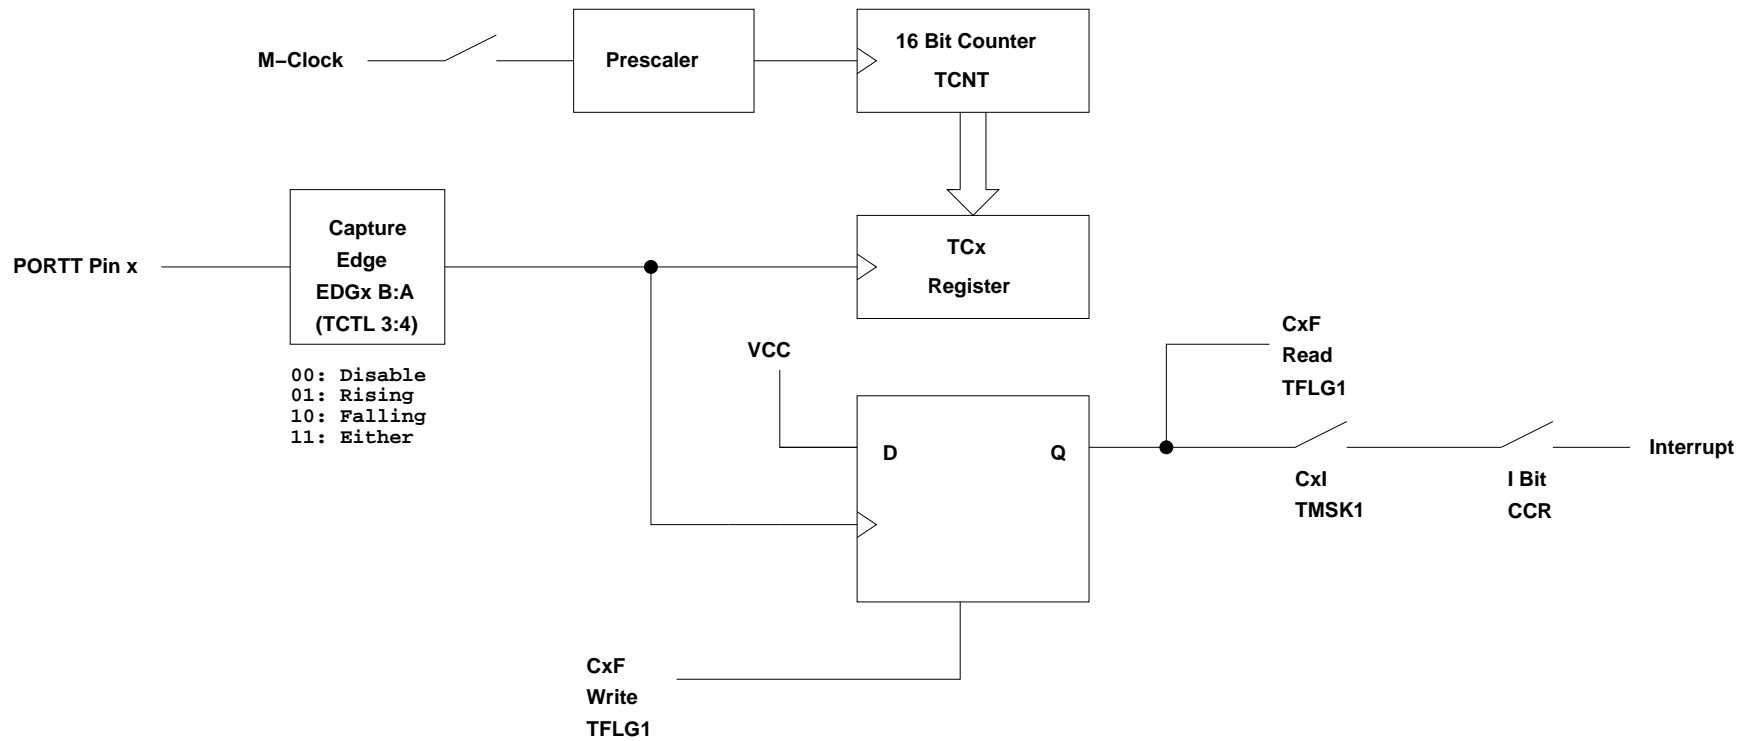 M−Clock
Prescaler
16 Bit Counter
TCNT
PORTT Pin x
Capture
Edge
EDGx B:A
(TCTL 3:4)
00: Disable
01: Rising
10: Falling
11: Either
TCx
Register
VCC
D
Q
CxF
Read
TFLG1
CxI
TMSK1
I Bit
CCR
Interrupt
CxF
Write
TFLG1